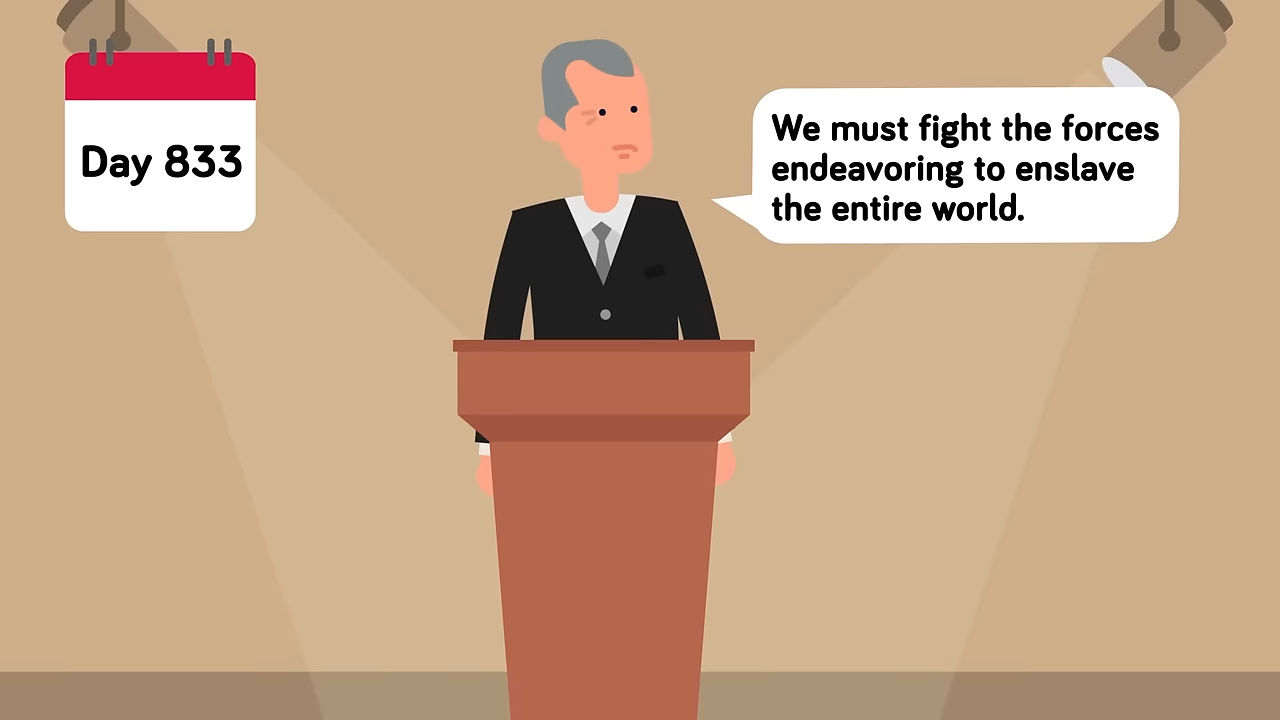 Day 833
We must fight the forces
endeavoring to enslave
the entire world.